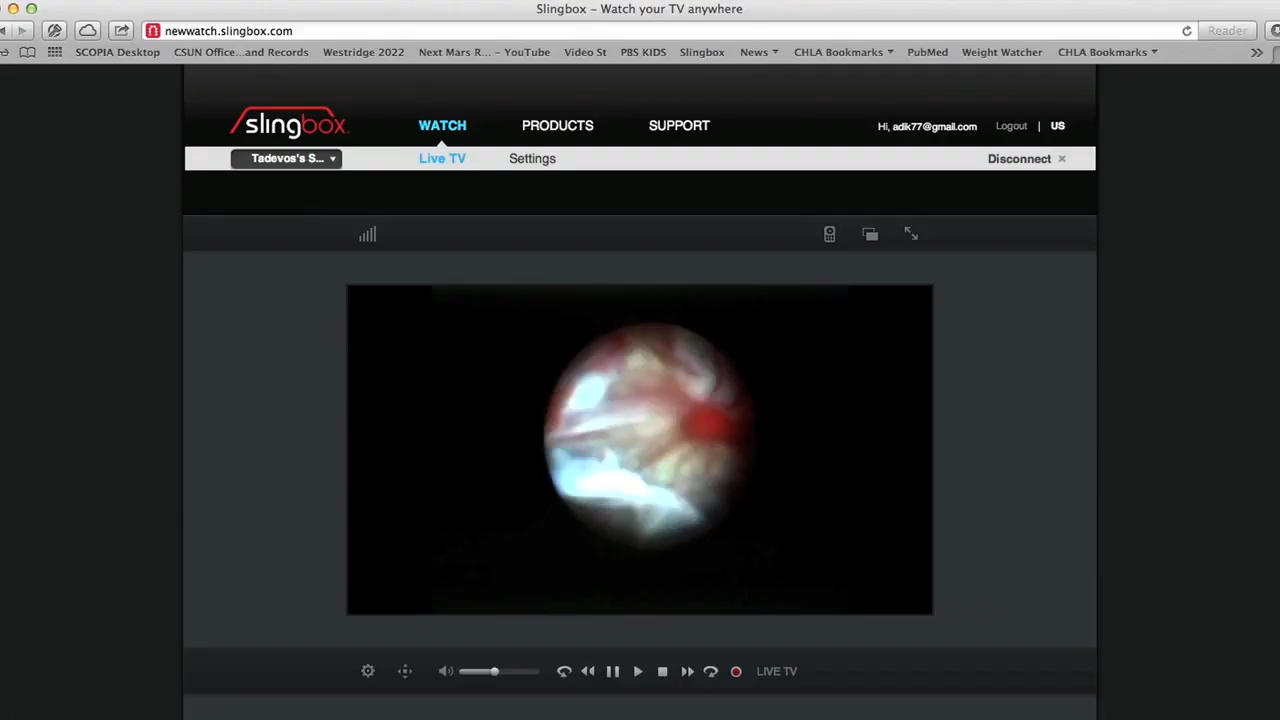 Slingbox – Watch your TV anywhere
newwatch.slingbox.com
Reader
SCOPIA Desktop CSUN Office...and Records Westridge 2022 Next Mars R... – YouTube Video St PBS KIDS Slingbox News CHLA Bookmarks PubMed Weight Watcher CHLA Bookmarks
slingbox WATCH PRODUCTS SUPPORT Hi, adik77@gmail.com Logout | US
Tadevos's S... Live TV Settings Disconnect
LIVE TV